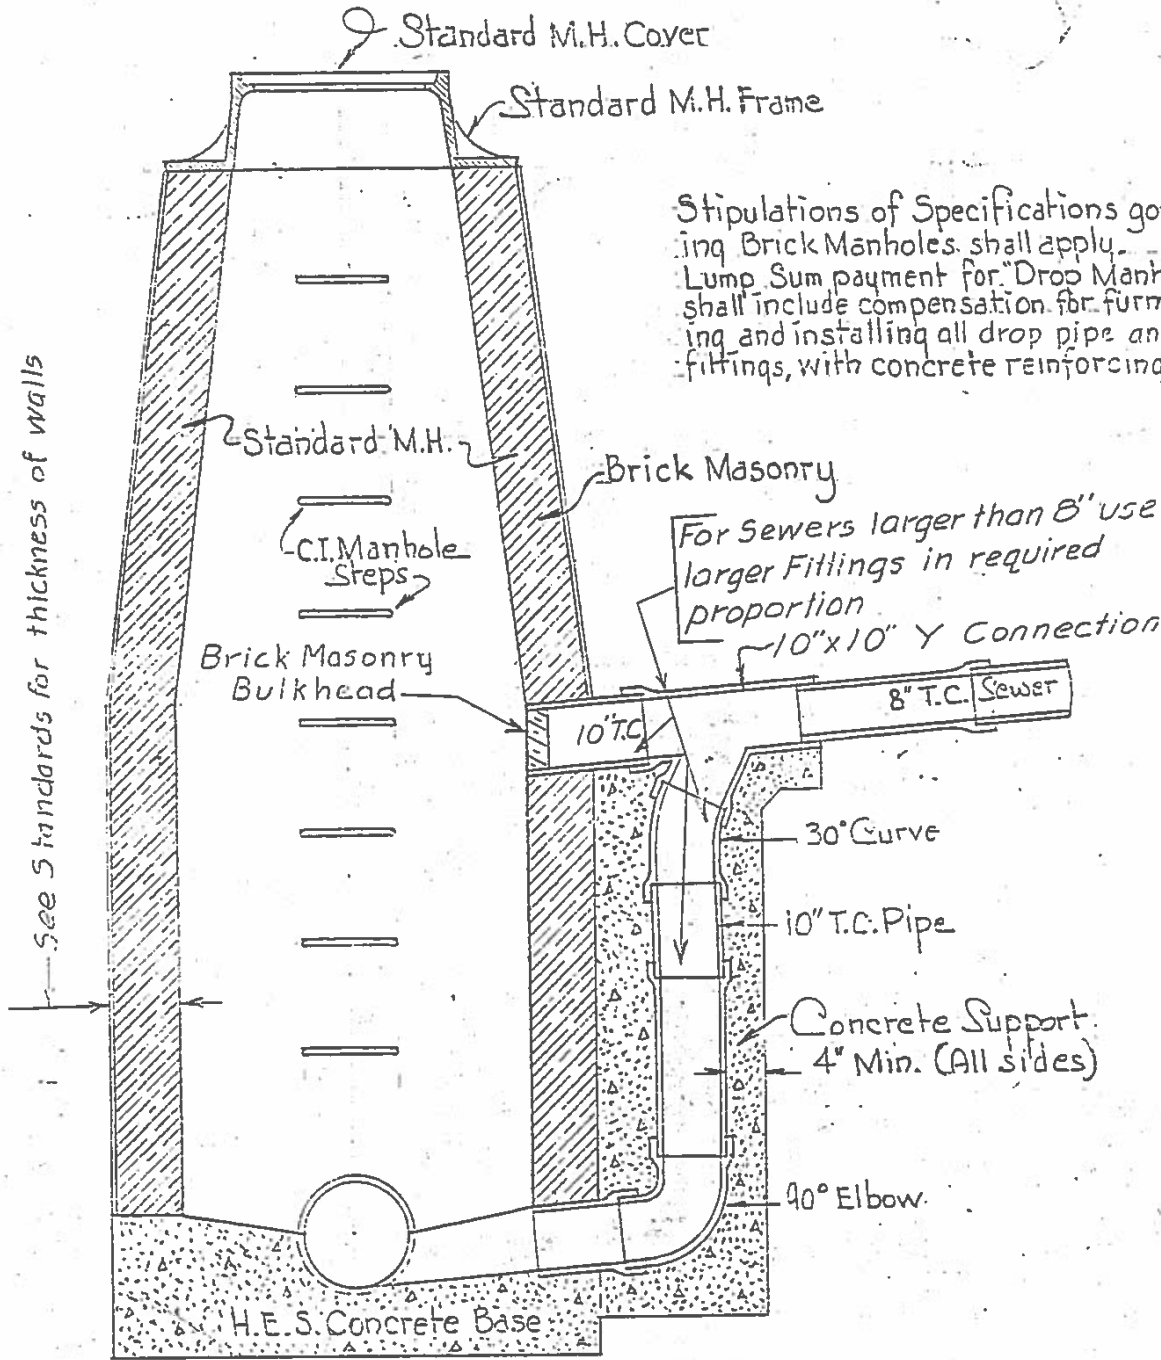 Standard M.H. Cover
Standard M.H. Frame
Stipulations of Specifications
ing Brick Manholes shall apply.
Lump Sum payment for "Drop
shall include compensation for
ing and installing all drop pipe
fittings, with concrete reinforcing
See Standards for thickness of walls
Standard M.H.
Brick Masonry
For Sewers larger than 8" use
larger Fittings in required
proportion
C.I. Manhole
Steps
10"x10" Y Connection
Brick Masonry
Bulkhead
8" T.C. Sewer
10" T.C.
30° Curve
10" T.C. Pipe
Concrete Support
4" Min. (All sides)
90° Elbow
H.E.S. Concrete Base